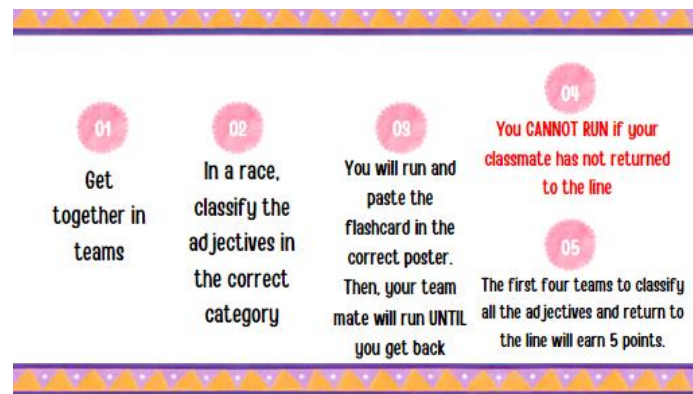 01
Get
together in
teams
02
In a race,
classify the
adjectives in
the correct
category
03
You will run and
paste the
flashcard in the
correct poster.
Then, your team
mate will run UNTIL
you get back
04
You CANNOT RUN if your
classmate has not returned
to the line
05
The first four teams to classify
all the adjectives and return to
the line will earn 5 points.